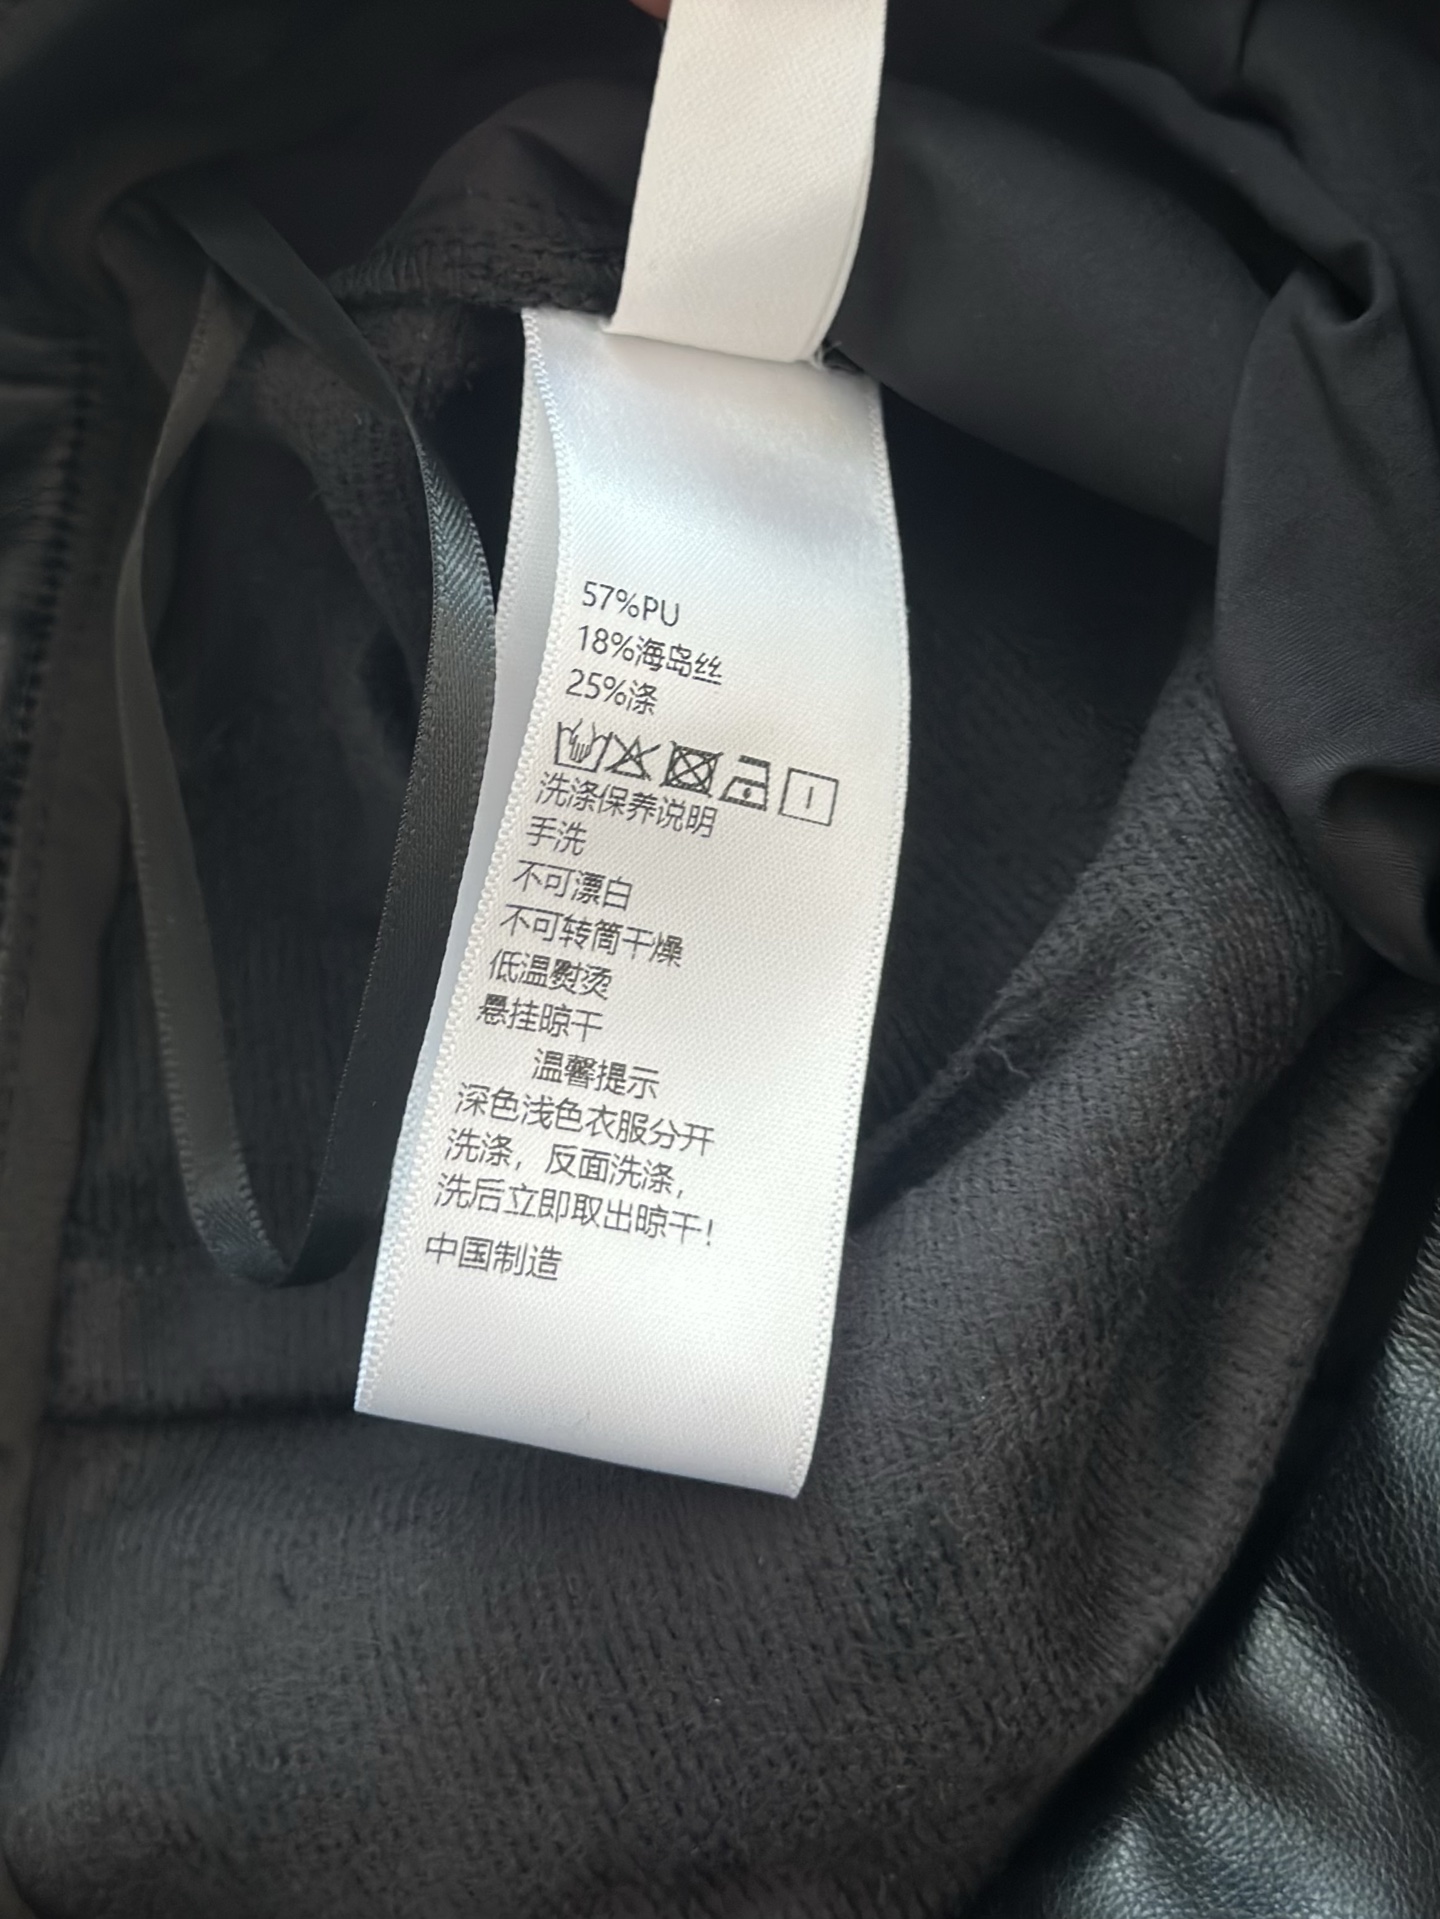 57%PU
18%海岛丝
25%涤
洗涤保养说明
手洗
不可漂白
不可转筒干燥
低温熨烫
悬挂晾干
温馨提示
深色浅色衣服分开
洗涤，反面洗涤，
洗后立即取出晾干!
中国制造